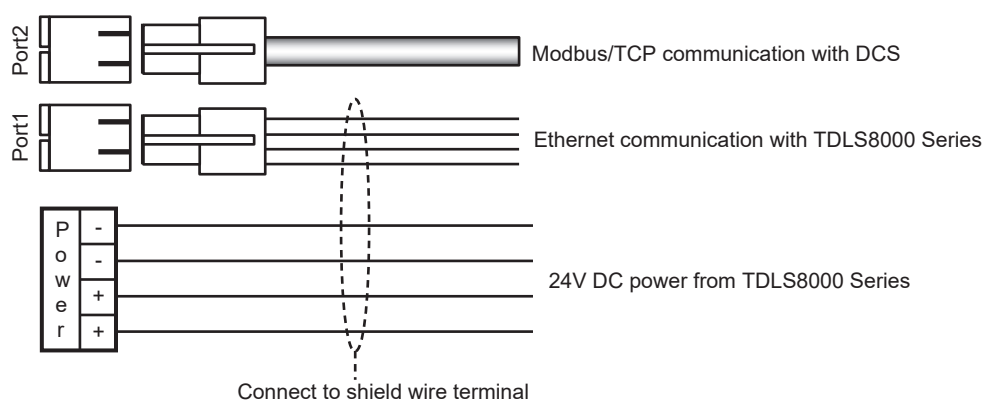 Port2
Modbus/TCP communication with DCS
Port1
Ethernet communication with TDLS8000 Series
Power
-
-
+
+
24V DC power from TDLS8000 Series
Connect to shield wire terminal